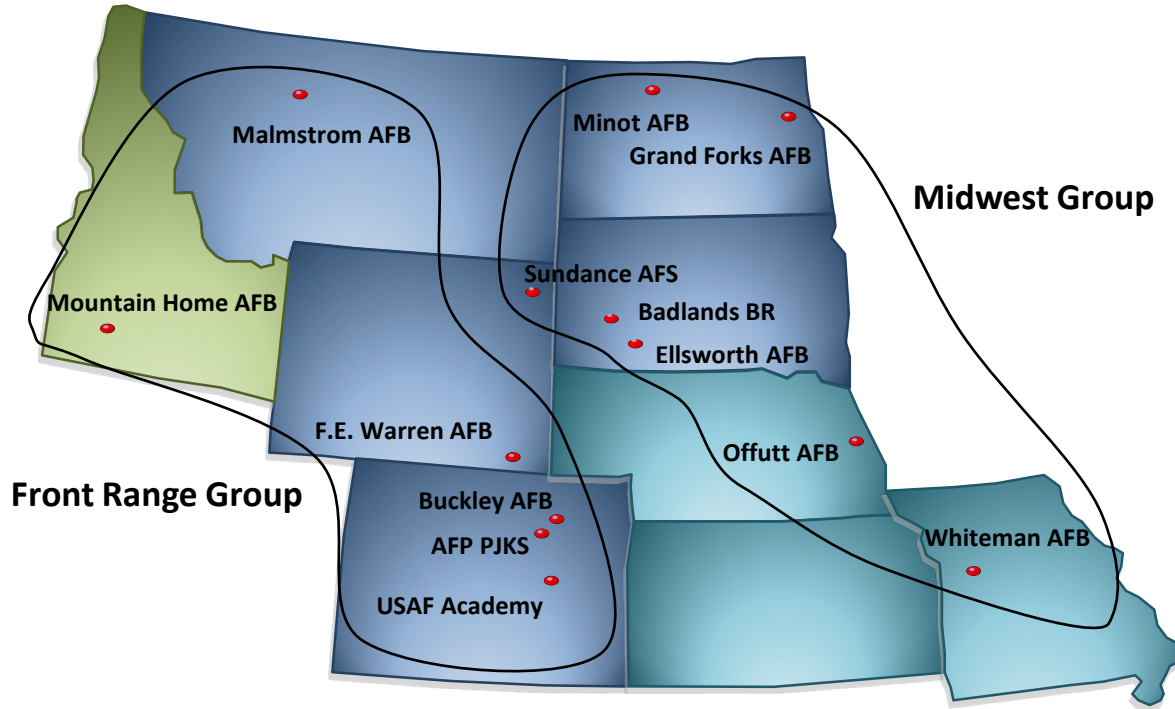 Malmstrom AFB
Minot AFB
Grand Forks AFB
Midwest Group
Sundance AFS
Mountain Home AFB
Badlands BR
Ellsworth AFB
F.E. Warren AFB
Offutt AFB
Front Range Group
Buckley AFB
AFP PJKS
Whiteman AFB
USAF Academy